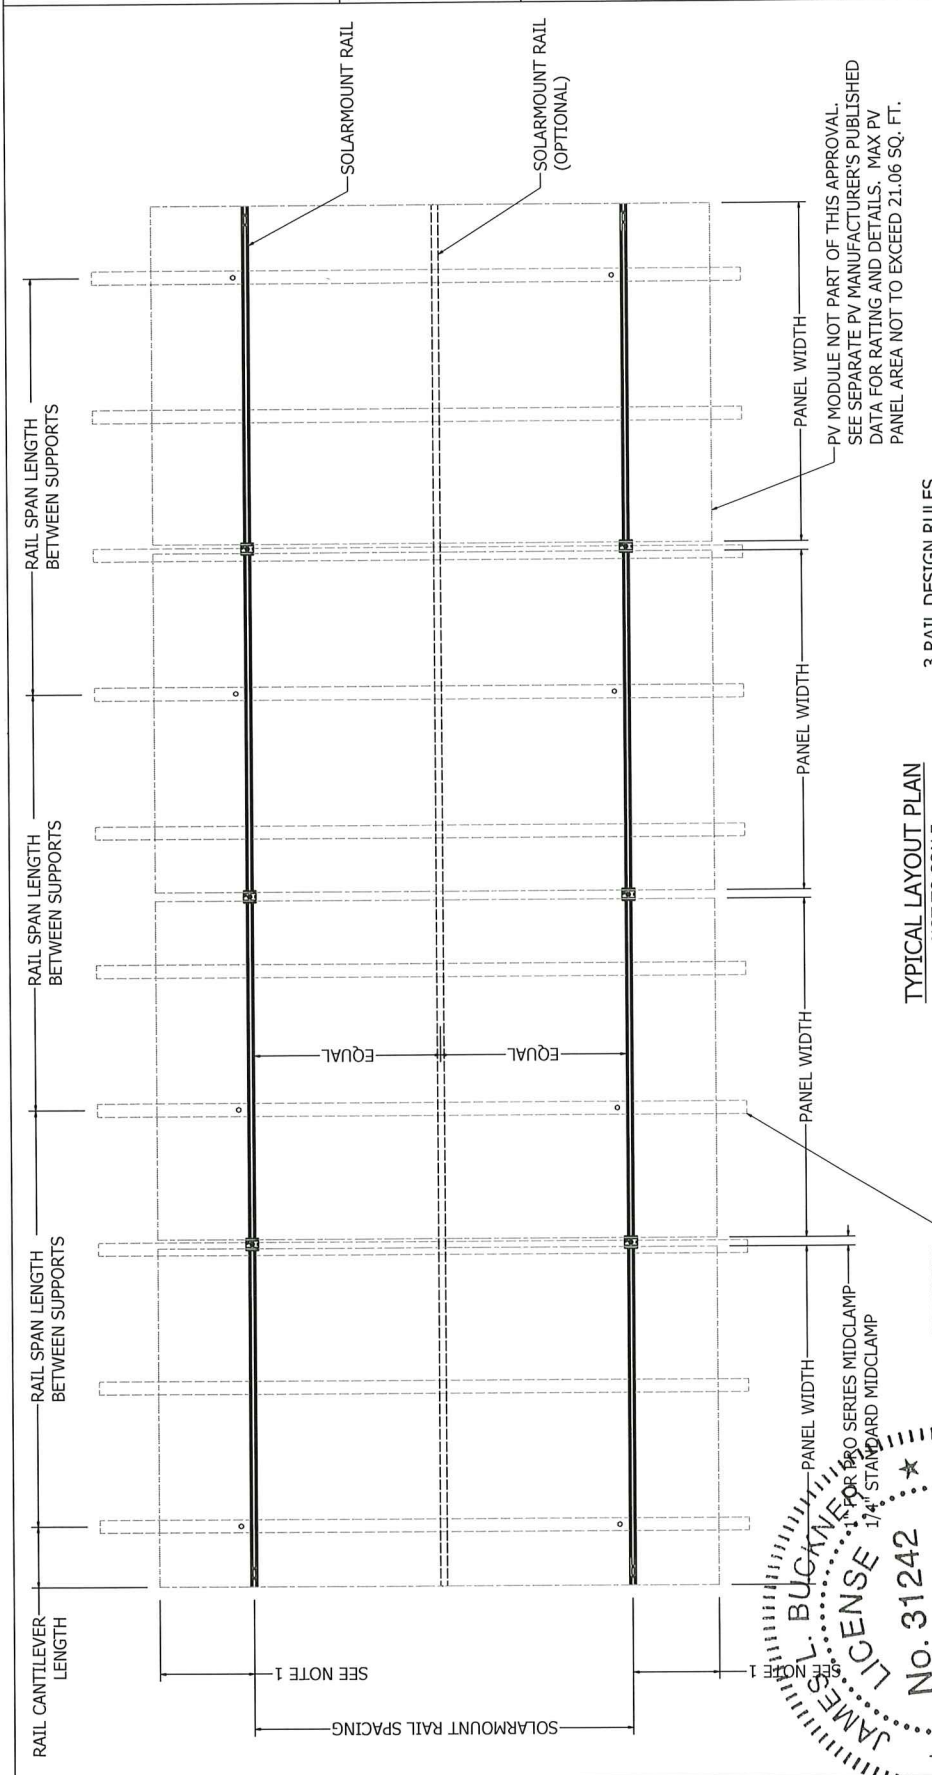 RAIL CANTILEVER
LENGTH
RAIL SPAN LENGTH
BETWEEN SUPPORTS
RAIL SPAN LENGTH
BETWEEN SUPPORTS
RAIL SPAN LENGTH
BETWEEN SUPPORTS
SOLARMOUNT RAIL
SOLARMOUNT RAIL
(OPTIONAL)
SEE NOTE 1
SOLARMOUNT RAIL SPACING
SEE NOTE 1
EQUAL
EQUAL
PANEL WIDTH
PANEL WIDTH
PANEL WIDTH
PANEL WIDTH
1" FOR PRO SERIES MIDCLAMP
1/4" STANDARD MIDCLAMP
PV MODULE NOT PART OF THIS APPROVAL.
SEE SEPARATE PV MANUFACTURER'S PUBLISHED
DATA FOR RATING AND DETAILS. MAX PV
PANEL AREA NOT TO EXCEED 21.06 SQ. FT.
TYPICAL LAYOUT PLAN
3 RAIL DESIGN RULES
JAMES L. BUCKNER
LICENSE
No. 31242